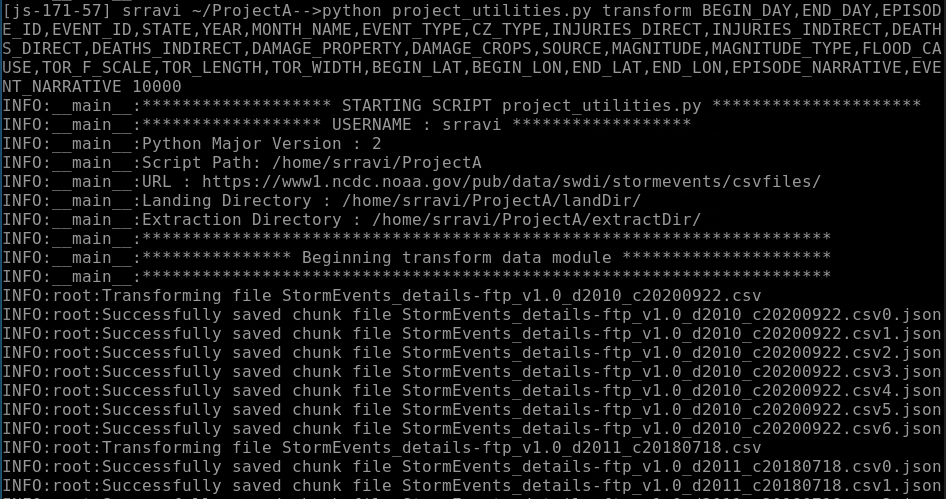 [js-171-57] srravi ~/ProjectA-->python project_utilities.py transform BEGIN_DAY,END_DAY,EPISOD
E_ID,EVENT_ID,STATE,YEAR,MONTH_NAME,EVENT_TYPE,CZ_TYPE,INJURIES_DIRECT,INJURIES_INDIRECT,DEATH
S_DIRECT,DEATHS_INDIRECT,DAMAGE_PROPERTY,DAMAGE_CROPS,SOURCE,MAGNITUDE,MAGNITUDE_TYPE,FLOOD_CA
USE,TOR_F_SCALE,TOR_LENGTH,TOR_WIDTH,BEGIN_LAT,BEGIN_LON,END_LAT,END_LON,EPISODE_NARRATIVE,EVE
NT_NARRATIVE 10000
INFO:__main__:******************* STARTING SCRIPT project_utilities.py *********************
INFO:__main__:****************** USERNAME : srravi ******************
INFO:__main__:Python Major Version : 2
INFO:__main__:Script Path: /home/srravi/ProjectA
INFO:__main__:URL : https://www1.ncdc.noaa.gov/pub/data/swdi/stormevents/csvfiles/
INFO:__main__:Landing Directory : /home/srravi/ProjectA/landDir/
INFO:__main__:Extraction Directory : /home/srravi/ProjectA/extractDir/
INFO:__main__:*********************************************************************
INFO:__main__:*************** Beginning transform data module *********************
INFO:__main__:*********************************************************************
INFO:root:Transforming file StormEvents_details-ftp_v1.0_d2010_c20200922.csv
INFO:root:Successfully saved chunk file StormEvents_details-ftp_v1.0_d2010_c20200922.csv0.json
INFO:root:Successfully saved chunk file StormEvents_details-ftp_v1.0_d2010_c20200922.csv1.json
INFO:root:Successfully saved chunk file StormEvents_details-ftp_v1.0_d2010_c20200922.csv2.json
INFO:root:Successfully saved chunk file StormEvents_details-ftp_v1.0_d2010_c20200922.csv3.json
INFO:root:Successfully saved chunk file StormEvents_details-ftp_v1.0_d2010_c20200922.csv4.json
INFO:root:Successfully saved chunk file StormEvents_details-ftp_v1.0_d2010_c20200922.csv5.json
INFO:root:Successfully saved chunk file StormEvents_details-ftp_v1.0_d2010_c20200922.csv6.json
INFO:root:Transforming file StormEvents_details-ftp_v1.0_d2011_c20180718.csv
INFO:root:Successfully saved chunk file StormEvents_details-ftp_v1.0_d2011_c20180718.csv0.json
INFO:root:Successfully saved chunk file StormEvents_details-ftp_v1.0_d2011_c20180718.csv1.json